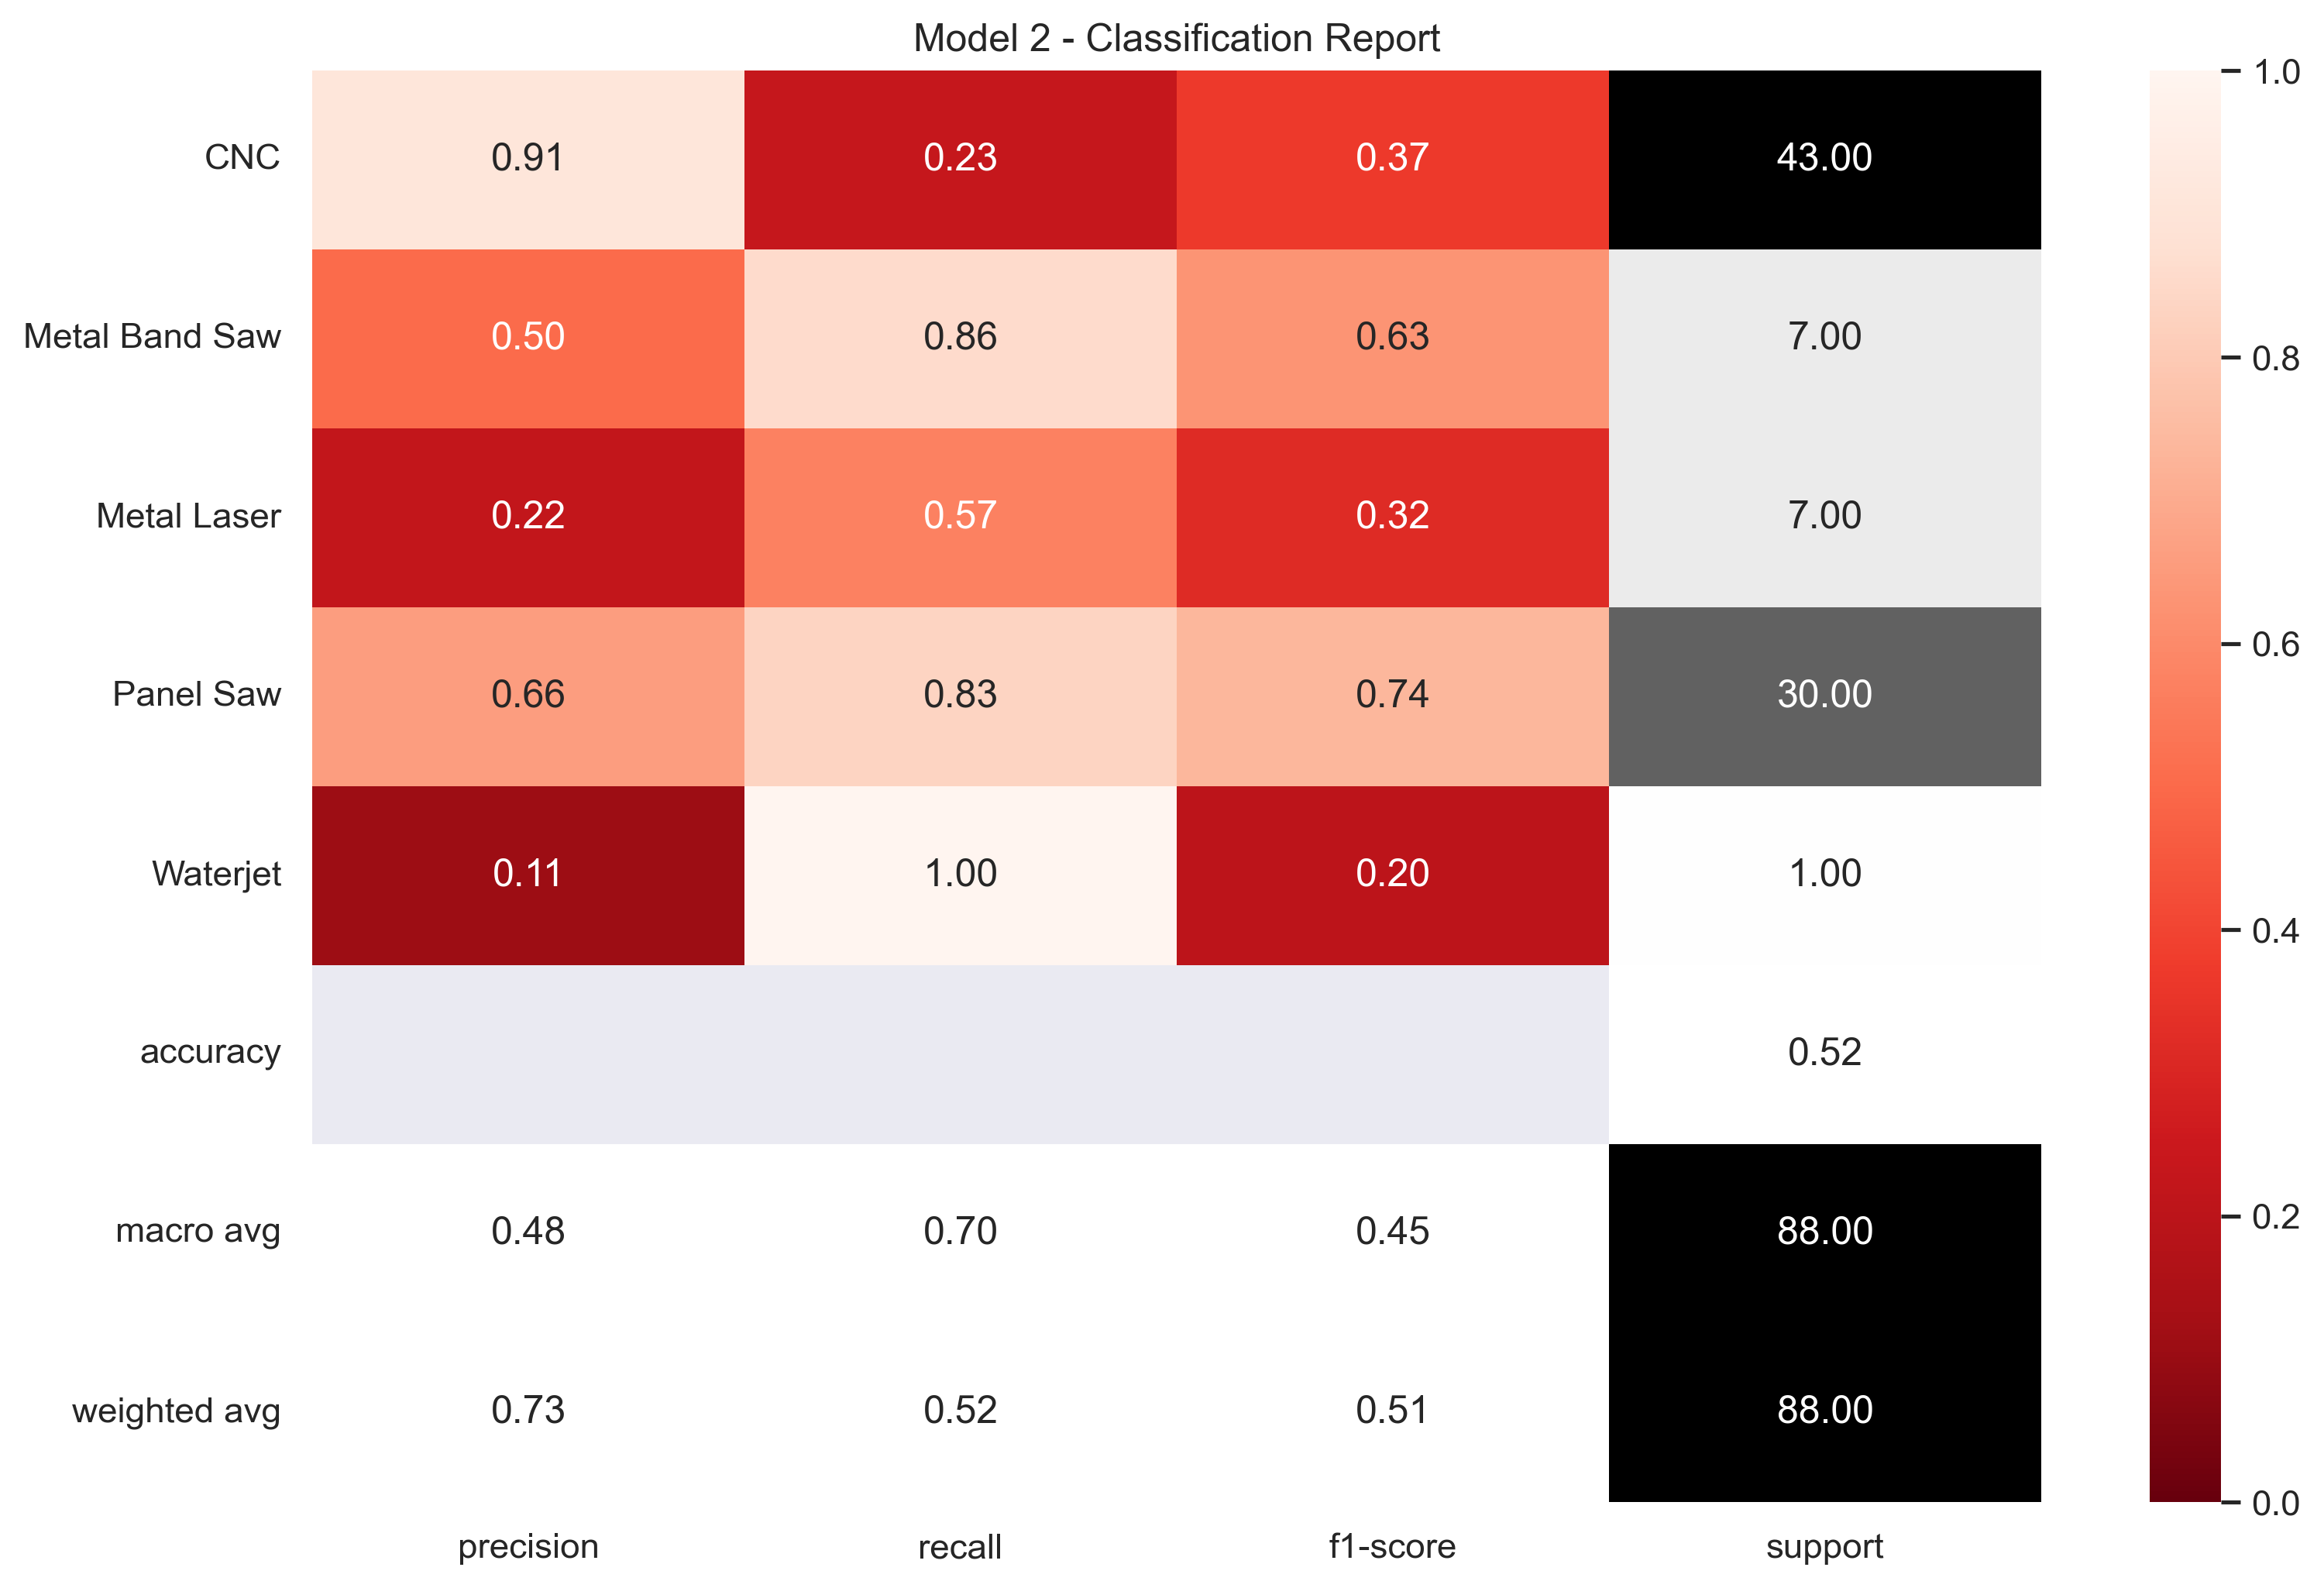 Model 2 - Classification Report
CNC 0.91 0.23 0.37 43.00
Metal Band Saw 0.50 0.86 0.63 7.00
Metal Laser 0.22 0.57 0.32 7.00
Panel Saw 0.66 0.83 0.74 30.00
Waterjet 0.11 1.00 0.20 1.00
accuracy 0.52
macro avg 0.48 0.70 0.45 88.00
weighted avg 0.73 0.52 0.51 88.00
precision recall f1-score support
1.0
0.8
0.6
0.4
0.2
0.0